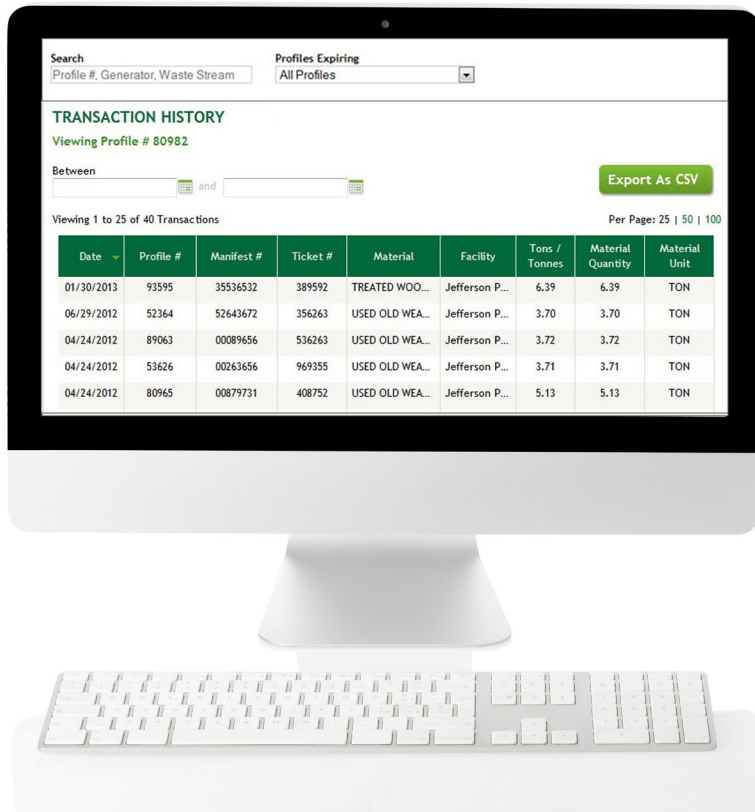 Search
Profile #, Generator, Waste Stream
Profiles Expiring
All Profiles
TRANSACTION HISTORY
Viewing Profile # 80982
Between
and
Export As CSV
Viewing 1 to 25 of 40 Transactions
Per Page: 25 | 50 | 100
Date Profile # Manifest # Ticket # Material Facility Tons / Tonnes Material Quantity Material Unit
01/30/2013 93595 35536532 389592 TREATED WOO... Jefferson P... 6.39 6.39 TON
06/29/2012 52364 52643672 356263 USED OLD WEA... Jefferson P... 3.70 3.70 TON
04/24/2012 89063 00089656 536263 USED OLD WEA... Jefferson P... 3.72 3.72 TON
04/24/2012 53626 00263656 969355 USED OLD WEA... Jefferson P... 3.71 3.71 TON
04/24/2012 80965 00879731 408752 USED OLD WEA... Jefferson P... 5.13 5.13 TON